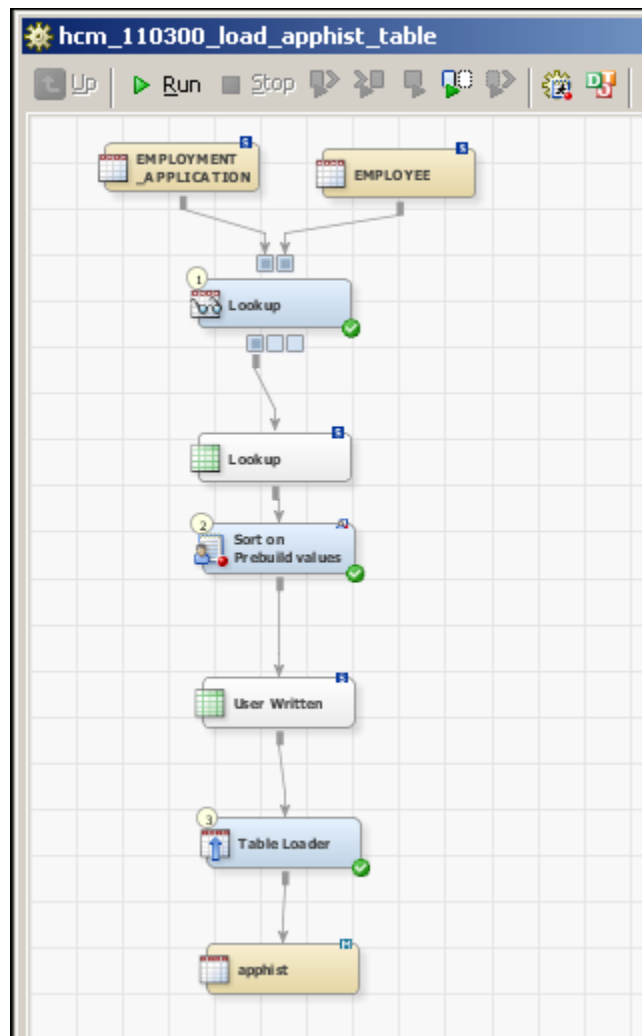 hcm_110300_load_apphist_table
Up Run Stop
EMPLOYMENT
_APPLICATION
EMPLOYEE
1
Lookup
Lookup
2
Sort on
Prebuild values
User Written
3
Table Loader
apphist